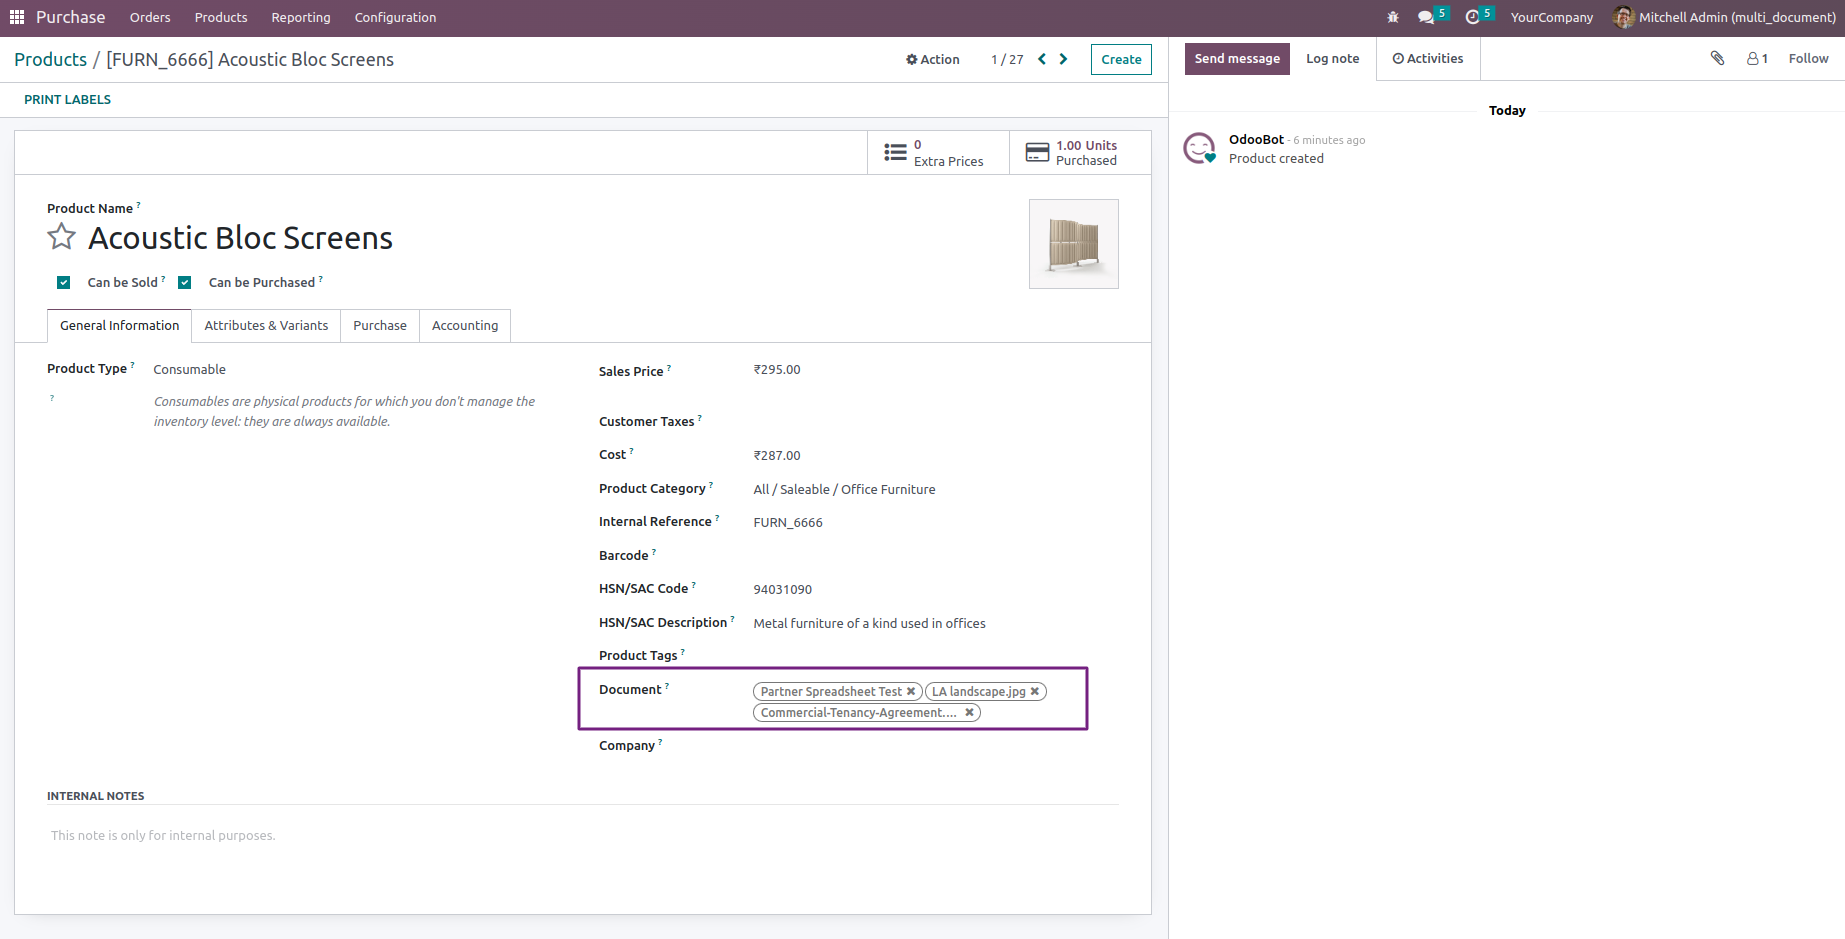 Purchase Orders Products Reporting Configuration 5 5 YourCompany Mitchell Admin (multi_document)
Products / [FURN_6666] Acoustic Bloc Screens Action 1 / 27 Create
PRINT LABELS
0
Extra Prices
1.00 Units
Purchased
Product Name ?
Acoustic Bloc Screens
Can be Sold ? Can be Purchased ?
General Information Attributes & Variants Purchase Accounting
Product Type ? Consumable
? Consumables are physical products for which you don't manage the
inventory level: they are always available.
Sales Price ? ₹295.00
Customer Taxes ?
Cost ? ₹287.00
Product Category ? All / Saleable / Office Furniture
Internal Reference ? FURN_6666
Barcode ?
HSN/SAC Code ? 94031090
HSN/SAC Description ? Metal furniture of a kind used in offices
Product Tags ?
Document ? Partner Spreadsheet Test ✖ LA landscape.jpg ✖
Commercial-Tenancy-Agreement.... ✖
Company ?
INTERNAL NOTES
This note is only for internal purposes.
Send message Log note Activities 1 Follow
Today
OdooBot - 6 minutes ago
Product created